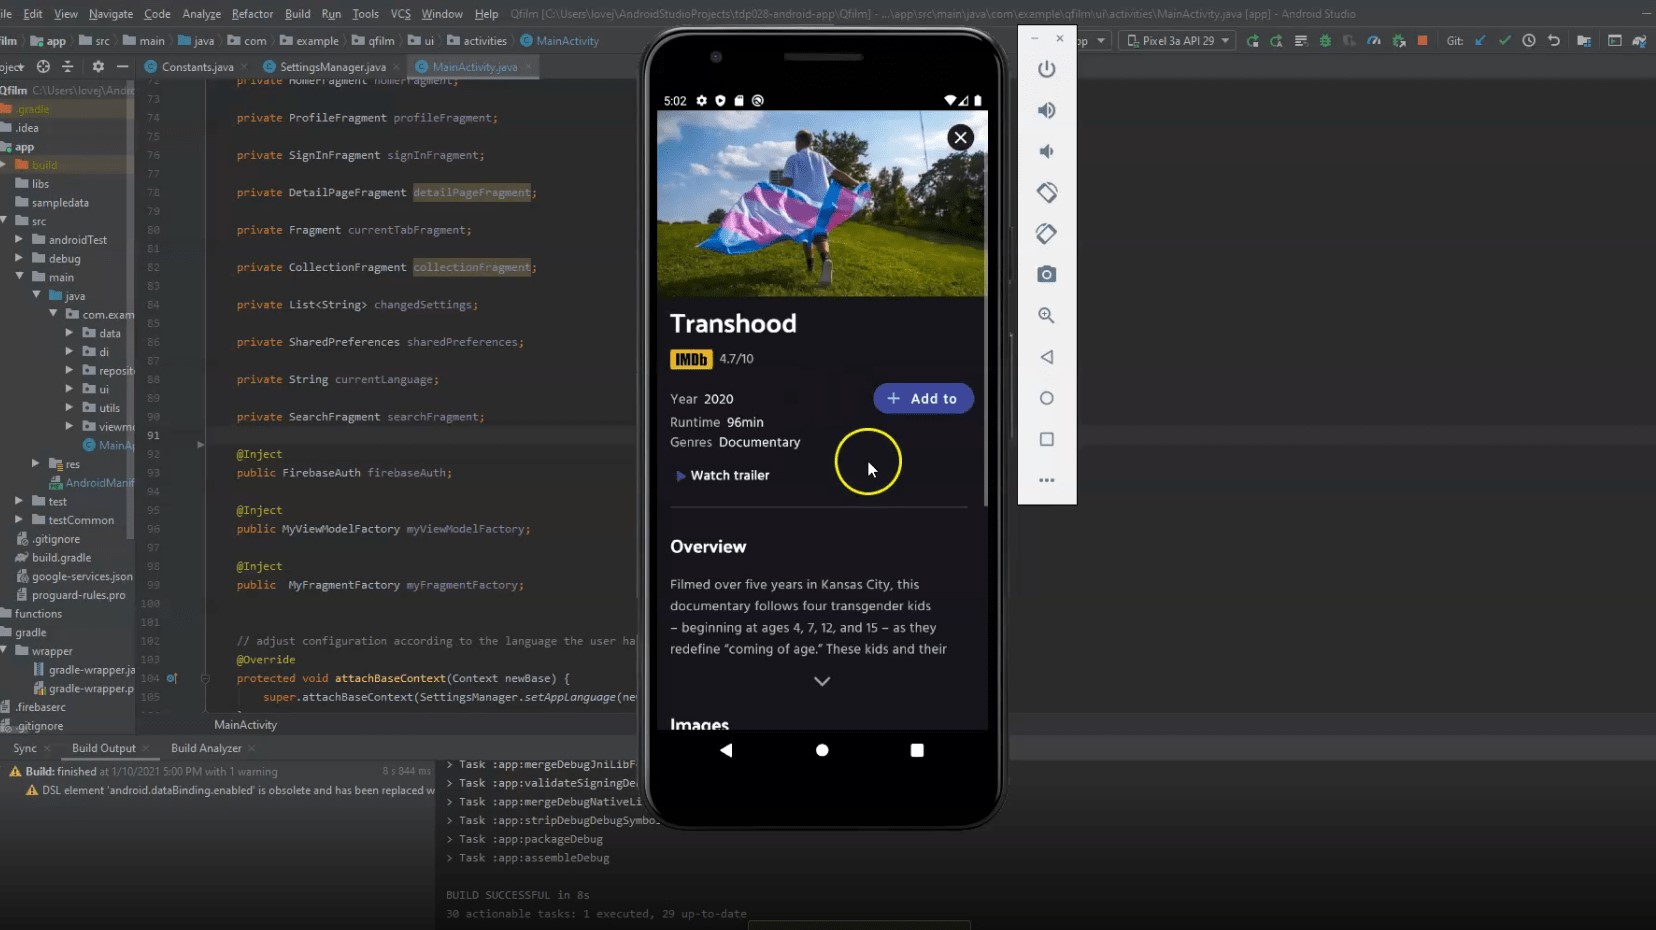 Edit View Navigate Code Analyze Refactor Build Run Tools VCS Window Help Qfilm [C:\Users\lovej\AndroidStudioProjects\tdp028-android-app\Qfilm] - ...\app\src\main\java\com\example\qfilm\ui\activities\MainActivity.java [app] - Android Studio
app src main java com example qfilm ui activities MainActivity Pixel 3a API 29 Git:
Constants.java SettingsManager.java MainActivity.java
Qfilm C:\Users\lovej\Andro
.gradle
.idea
app
build
libs
sampledata
src
androidTest
debug
main
java
com.exam
data
di
reposit
ui
utils
viewmo
MainAp
res
AndroidManif
test
testCommon
.gitignore
build.gradle
google-services.json
proguard-rules.pro
functions
gradle
wrapper
gradle-wrapper.ja
gradle-wrapper.p
.firebaserc
.gitignore
private HomeFragment homeFragment;
73
74 private ProfileFragment profileFragment;
75
76 private SignInFragment signInFragment;
77
78 private DetailPageFragment detailPageFragment;
79
80 private Fragment currentTabFragment;
81
82 private CollectionFragment collectionFragment;
83
84 private List<String> changedSettings;
85
86 private SharedPreferences sharedPreferences;
87
88 private String currentLanguage;
89
90 private SearchFragment searchFragment;
91
92 @Inject
93 public FirebaseAuth firebaseAuth;
94
95 @Inject
96 public MyViewModelFactory myViewModelFactory;
97
98 @Inject
99 public MyFragmentFactory myFragmentFactory;
100
101
102 // adjust configuration according to the language the user ha
103 @Override
104 protected void attachBaseContext(Context newBase) {
105 super.attachBaseContext(SettingsManager.setAppLanguage(ne
MainActivity
5:02
Transhood
IMDb 4.7/10
Year 2020
+ Add to
Runtime 96min
Genres Documentary
Watch trailer
Overview
Filmed over five years in Kansas City, this
documentary follows four transgender kids
– beginning at ages 4, 7, 12, and 15 – as they
redefine “coming of age.” These kids and their
Images
Sync Build Output Build Analyzer
Build: finished at 1/10/2021 5:00 PM with 1 warning 8 s 844 ms
DSL element 'android.dataBinding.enabled' is obsolete and has been replaced w
> Task :app:mergeDebugJniLibF
> Task :app:validateSigningDe
> Task :app:mergeDebugNativeLi
> Task :app:stripDebugDebugSymbo
> Task :app:packageDebug
> Task :app:assembleDebug
BUILD SUCCESSFUL in 8s
30 actionable tasks: 1 executed, 29 up-to-date